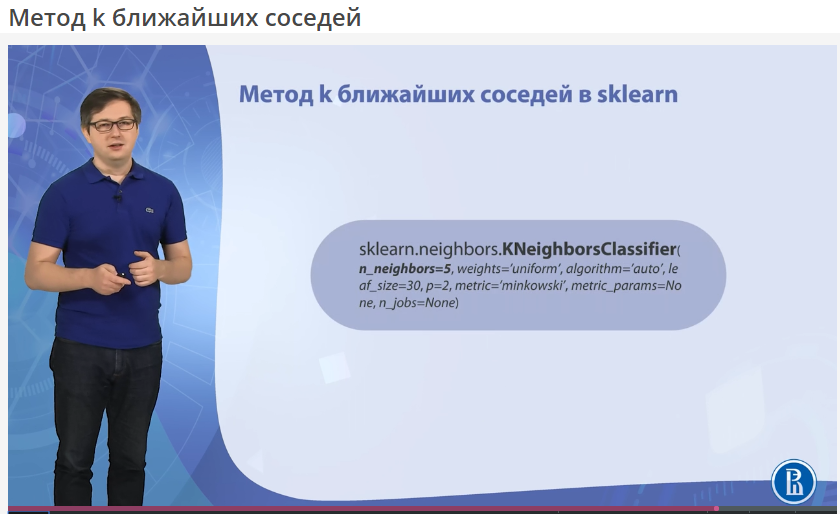 Метод k ближайших соседей
Метод k ближайших соседей в sklearn
sklearn.neighbors.KNeighborsClassifier(
n_neighbors=5, weights=‘uniform’, algorithm=‘auto’, le
af_size=30, p=2, metric=‘minkowski’, metric_params=No
ne, n_jobs=None)